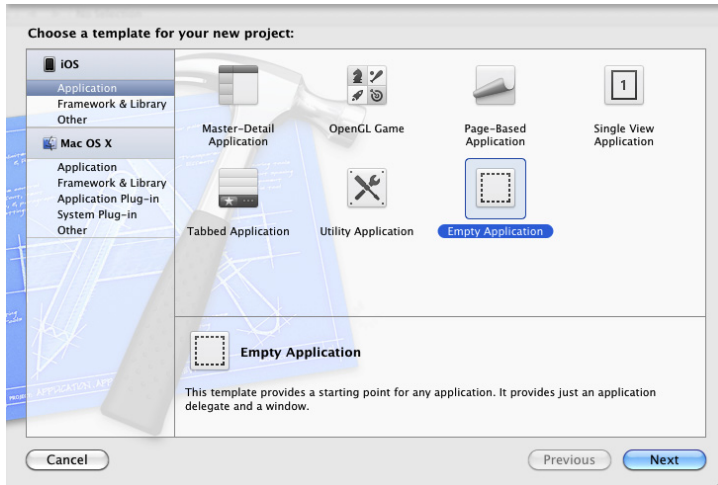 Choose a template for your new project:
iOS
Application
Framework & Library
Other
Mac OS X
Application
Framework & Library
Application Plug-in
System Plug-in
Other
Master-Detail
Application
OpenGL Game
Page-Based
Application
1
Single View
Application
Tabbed Application
Utility Application
Empty Application
Empty Application
This template provides a starting point for any application. It provides just an application
delegate and a window.
Cancel
Previous
Next